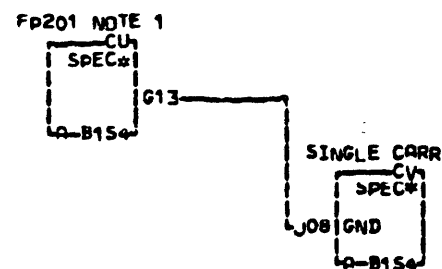 FP201 NOTE 1
CU
SPEC*
G13
A-B1S4
SINGLE CARR
CV
SPEC*
J08 GND
A-B1S4